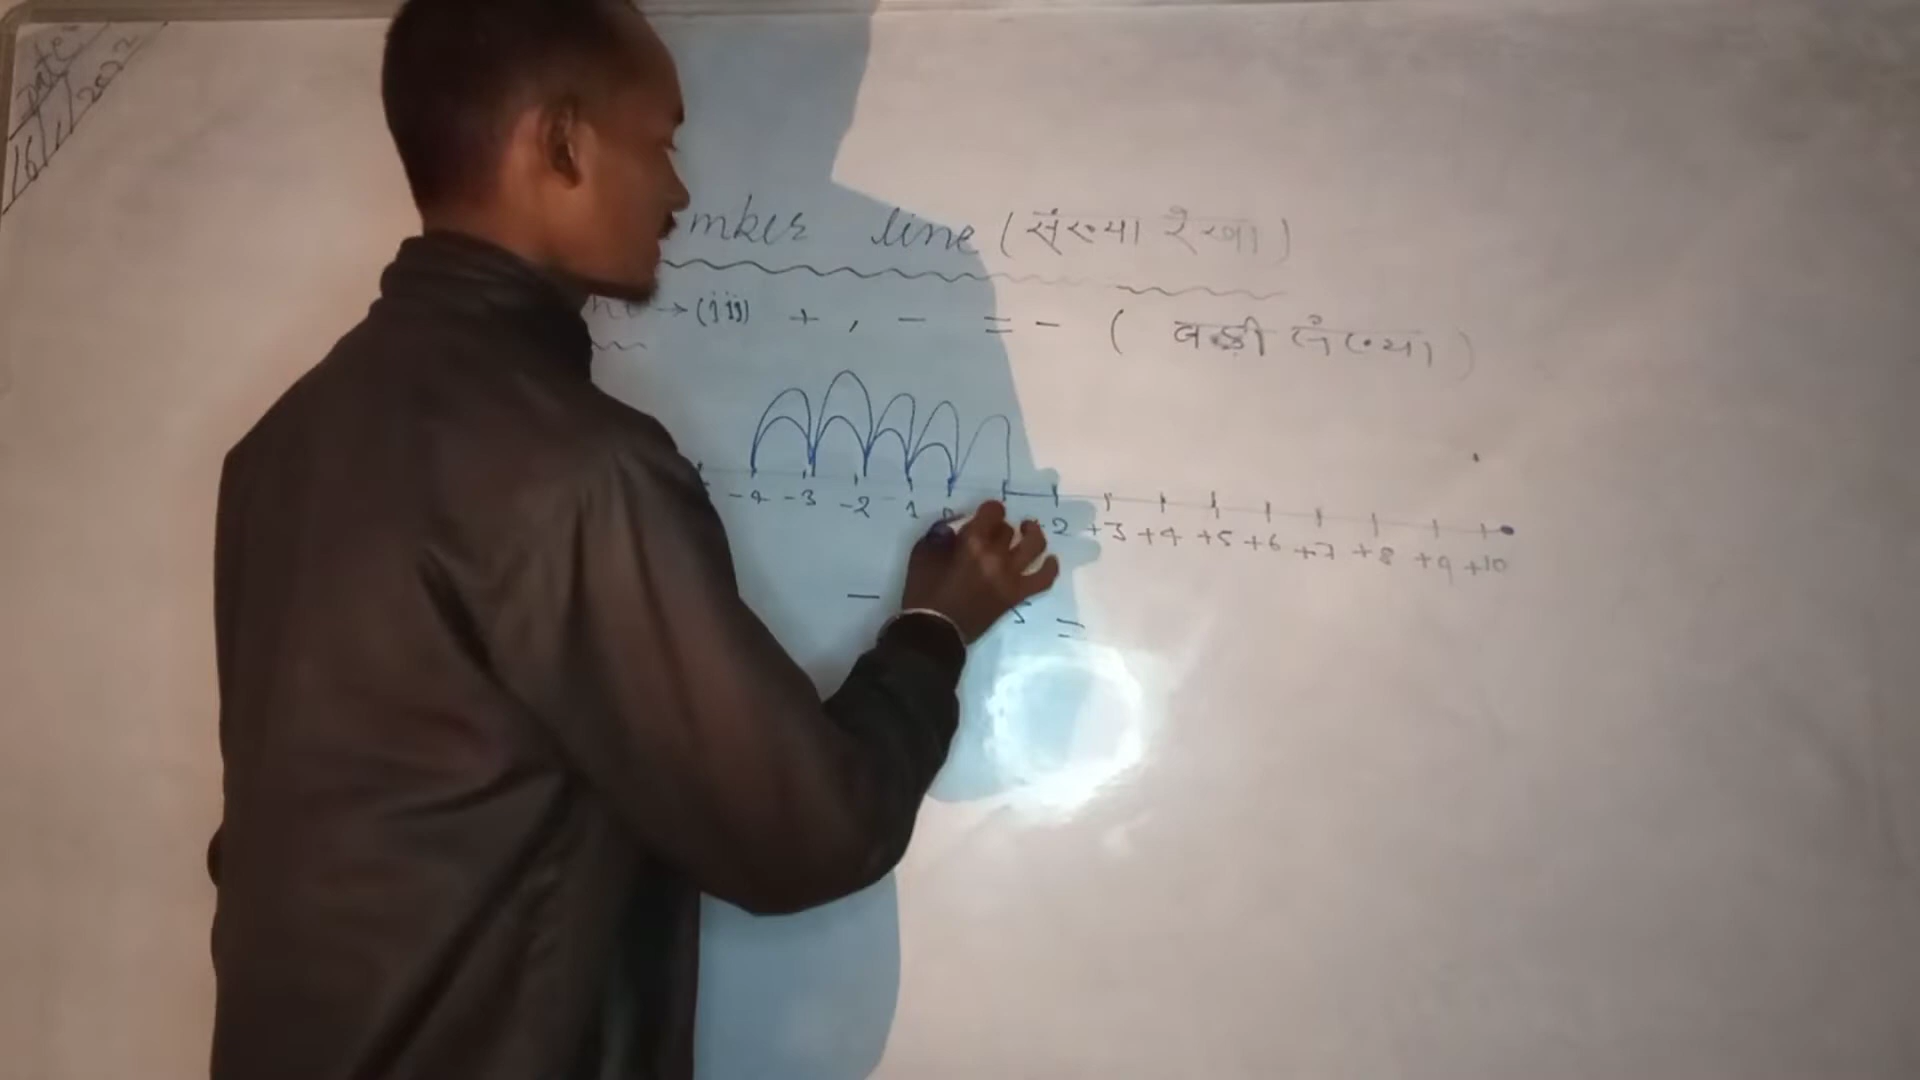 Date
16/1/2022
mber line (संख्या रेखा)
→ (iii) + , - = - ( बड़ी संख्या )
-4 -3 -2 1 0 +2 +3 +4 +5 +6 +7 +8 +9 +10
- 5 =